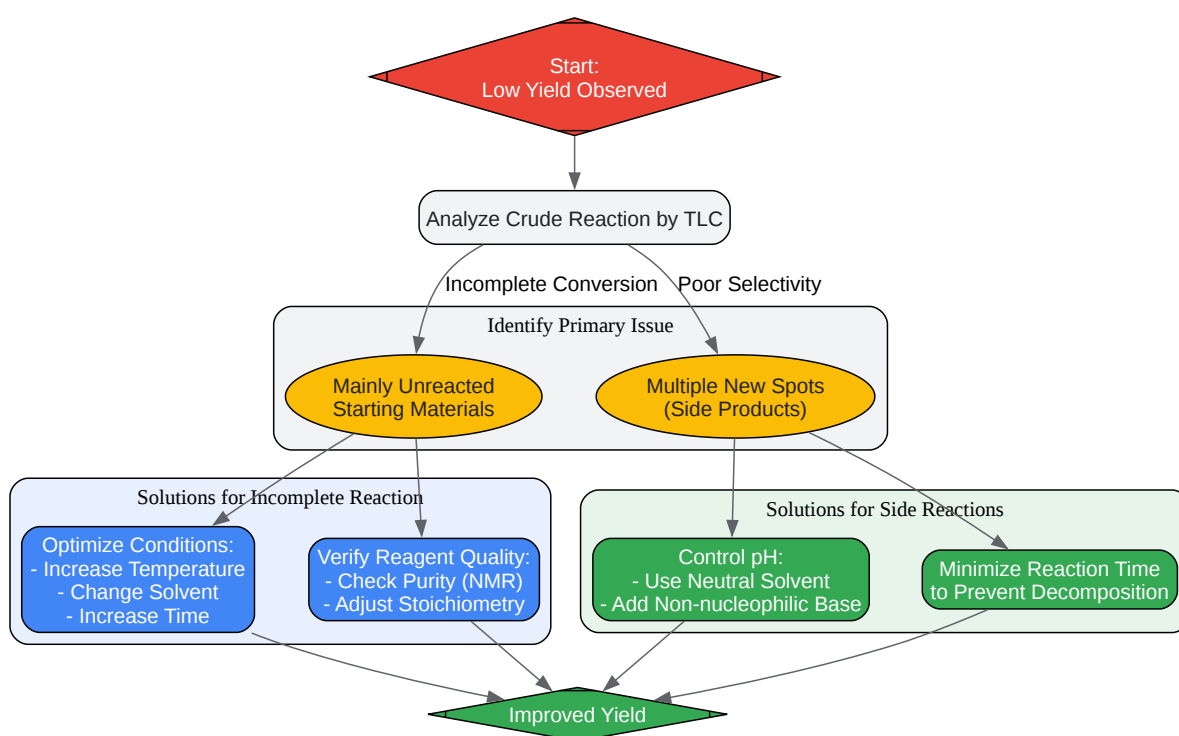 Start:
Low Yield Observed
Analyze Crude Reaction by TLC
Incomplete Conversion
Poor Selectivity
Identify Primary Issue
Mainly Unreacted
Starting Materials
Multiple New Spots
(Side Products)
Solutions for Incomplete Reaction
Optimize Conditions:
- Increase Temperature
- Change Solvent
- Increase Time
Verify Reagent Quality:
- Check Purity (NMR)
- Adjust Stoichiometry
Solutions for Side Reactions
Control pH:
- Use Neutral Solvent
- Add Non-nucleophilic Base
Minimize Reaction Time
to Prevent Decomposition
Improved Yield